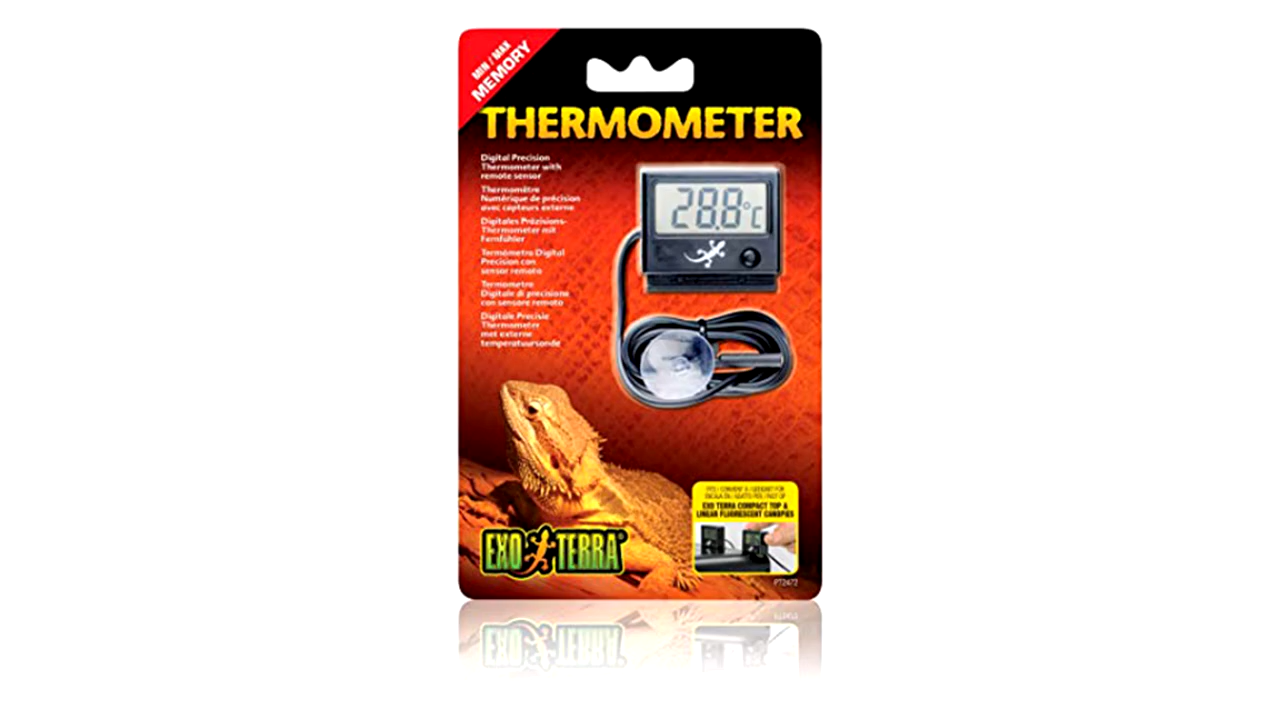 MIN / MAX
MEMORY
THERMOMETER
Digital Precision
Thermometer with
remote sensor
Thermomètre
Numérique de précision
avec capteurs externe
Digitales Präzisions-
Thermometer mit
Fernfühler
Termómetro Digital
Precision con
sensor remoto
Termometro
Digitale di precisione
con sensore remoto
Digitale Precisie
Thermometer
met externe
temperatuursonde
28.8°C
EXO TERRA®
EXO TERRA COMPACT TOP &
LINEAR FLUORESCENT CANOPIES
PT2472